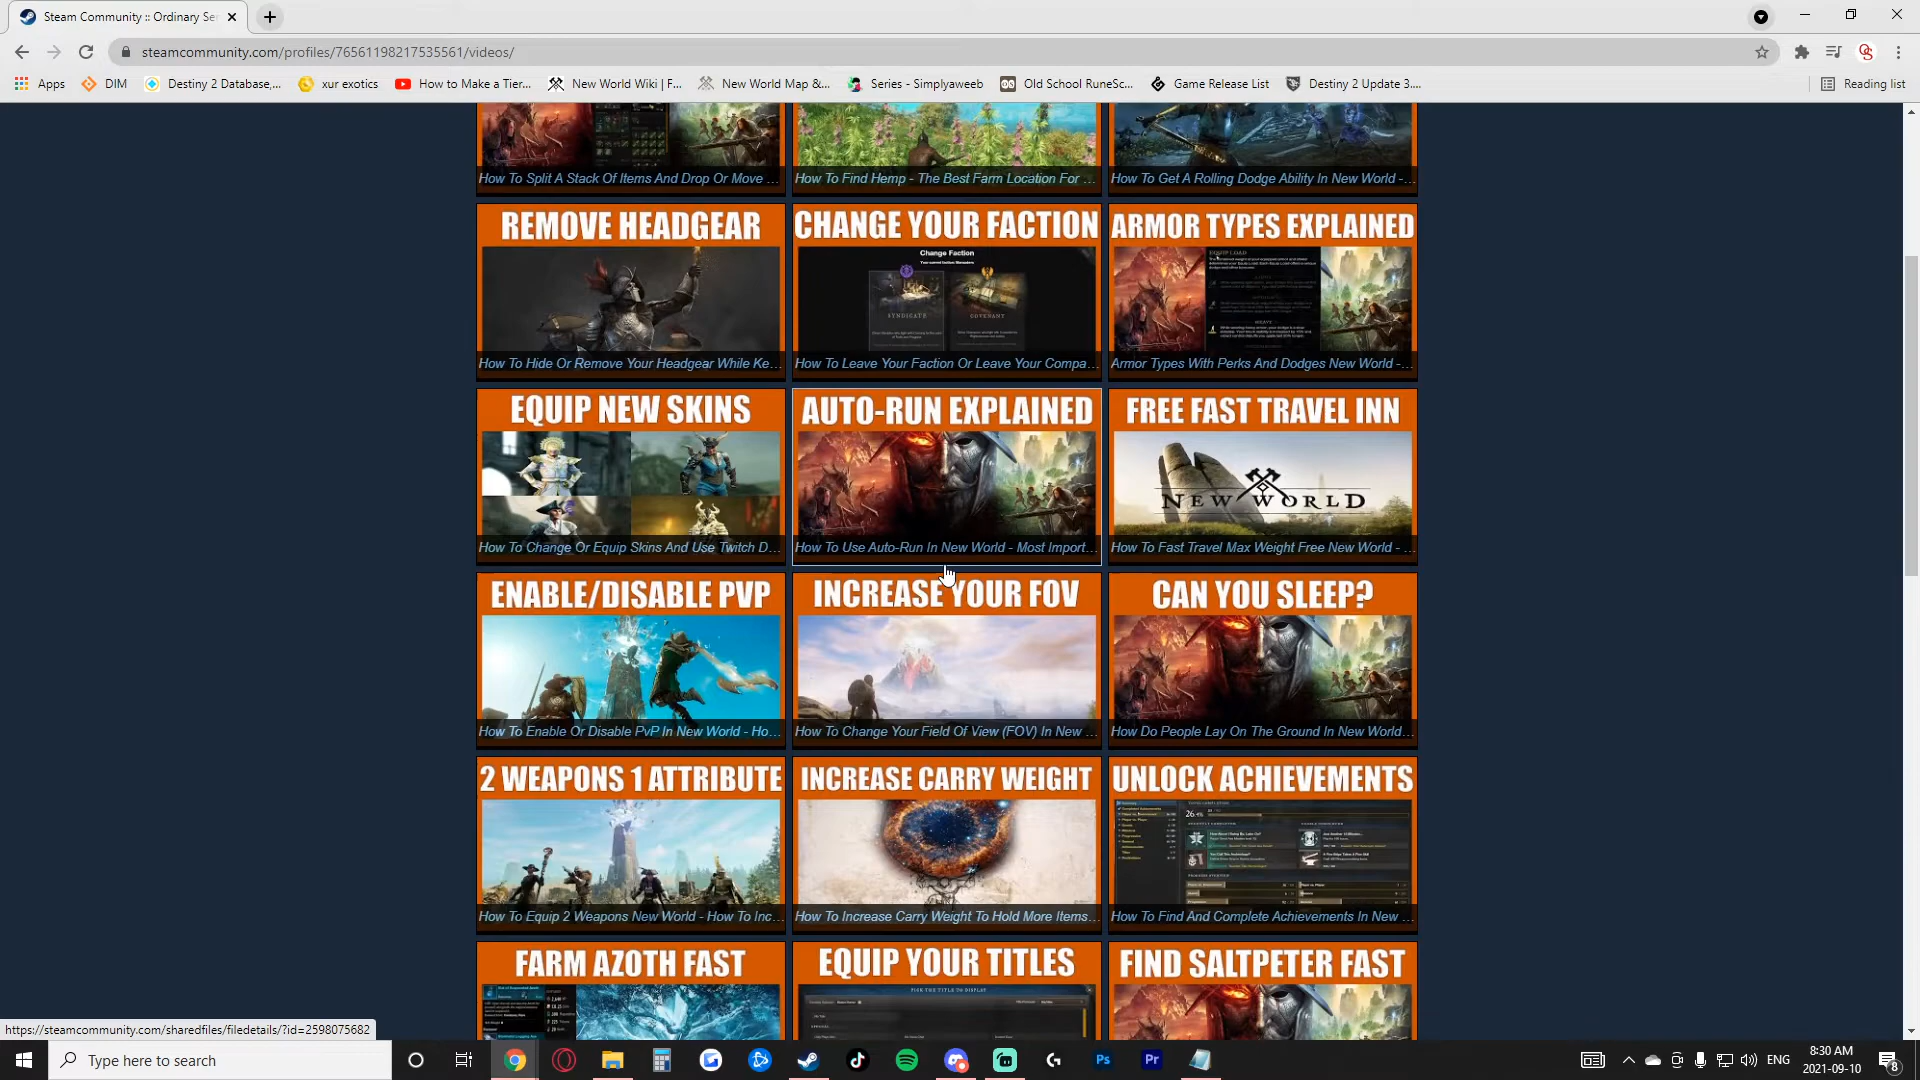 Steam Community :: Ordinary Se
steamcommunity.com/profiles/76561198217535561/videos/
Apps DIM Destiny 2 Database,... xur exotics How to Make a Tier... New World Wiki | F... New World Map &... Series - Simplyaweeb Old School RuneSc... Game Release List Destiny 2 Update 3.... Reading list
How To Split A Stack Of Items And Drop Or Move ... How To Find Hemp - The Best Farm Location For ... How To Get A Rolling Dodge Ability In New World -...
REMOVE HEADGEAR CHANGE YOUR FACTION ARMOR TYPES EXPLAINED
Change Faction
EQUIP LOAD
SYNDICATE COVENANT
How To Hide Or Remove Your Headgear While Ke... How To Leave Your Faction Or Leave Your Compa... Armor Types With Perks And Dodges New World -...
EQUIP NEW SKINS AUTO-RUN EXPLAINED FREE FAST TRAVEL INN
NEW WORLD
How To Change Or Equip Skins And Use Twitch D... How To Use Auto-Run In New World - Most Import... How To Fast Travel Max Weight Free New World - ...
ENABLE/DISABLE PVP INCREASE YOUR FOV CAN YOU SLEEP?
How To Enable Or Disable PvP In New World - Ho... How To Change Your Field Of View (FOV) In New ... How Do People Lay On The Ground In New World...
2 WEAPONS 1 ATTRIBUTE INCREASE CARRY WEIGHT UNLOCK ACHIEVEMENTS
How To Equip 2 Weapons New World - How To Inc... How To Increase Carry Weight To Hold More Items... How To Find And Complete Achievements In New ...
FARM AZOTH FAST EQUIP YOUR TITLES FIND SALTPETER FAST
PICK THE TITLE TO DISPLAY
https://steamcommunity.com/sharedfiles/filedetails/?id=2598075682
Type here to search
Ps Pr ENG 8:30 AM
2021-09-10 8